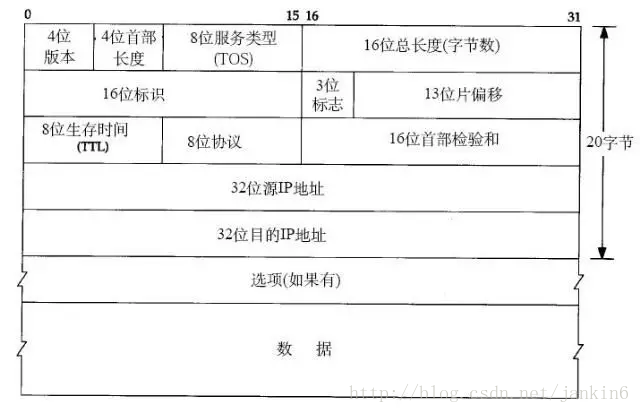 0 15 16 31
4位 4位首部 8位服务类型 16位总长度(字节数)
版本 长度 (TOS)
16位标识 3位 13位片偏移
标志
8位生存时间 8位协议 16位首部检验和
(TTL)
20字节
32位源IP地址
32位目的IP地址
选项(如果有)
数 据
http://blog.csdn.net/jankin6